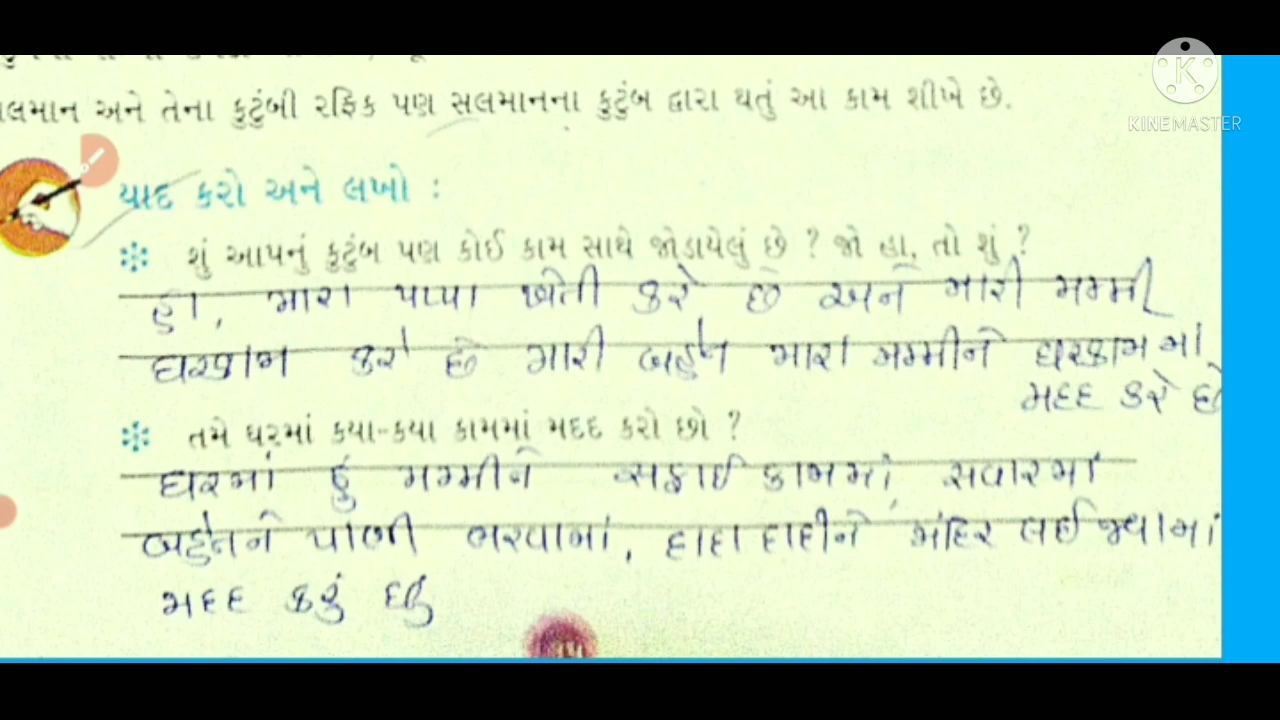 KINEMASTER
સલમાન અને તેના કુટુંબી રફિક પણ સલમાનના કુટુંબ દ્વારા થતું આ કામ શીખે છે.
યાદ કરો અને લખો :
શું આપનું કુટુંબ પણ કોઈ કામ સાથે જોડાયેલું છે ? જો હા, તો શું ?
હા, મારા પપ્પા ખેતી કરે છે અને મારી મમ્મી
ઘરકામ કરે છે મારી બહેન મારા મમ્મીને ઘરકામમાં
મદદ કરે છે
તમે ઘરમાં કયા-કયા કામમાં મદદ કરો છો ?
ઘરમાં હું મમ્મીને સફાઈ કામમાં, સવારમાં
બહેનને પાણી ભરવામાં, દાદા દાદીને મંદિર લઈ જવામાં
મદદ કરું છું